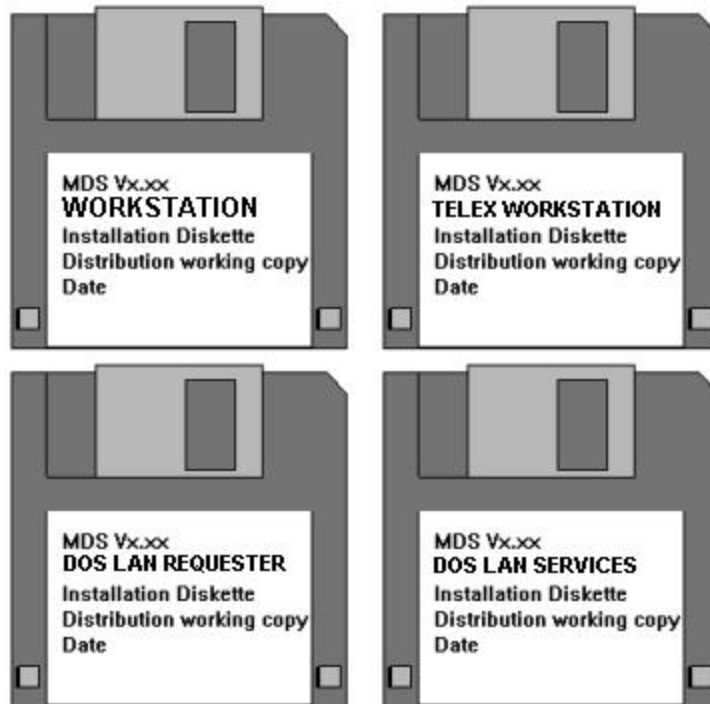 MDS Vx.xx
WORKSTATION
Installation Diskette
Distribution working copy
Date
MDS Vx.xx
TELEX WORKSTATION
Installation Diskette
Distribution working copy
Date
MDS Vx.xx
DOS LAN REQUESTER
Installation Diskette
Distribution working copy
Date
MDS Vx.xx
DOS LAN SERVICES
Installation Diskette
Distribution working copy
Date